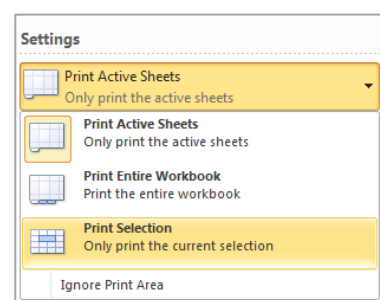 Settings
Print Active Sheets
Only print the active sheets
Print Active Sheets
Only print the active sheets
Print Entire Workbook
Print the entire workbook
Print Selection
Only print the current selection
Ignore Print Area